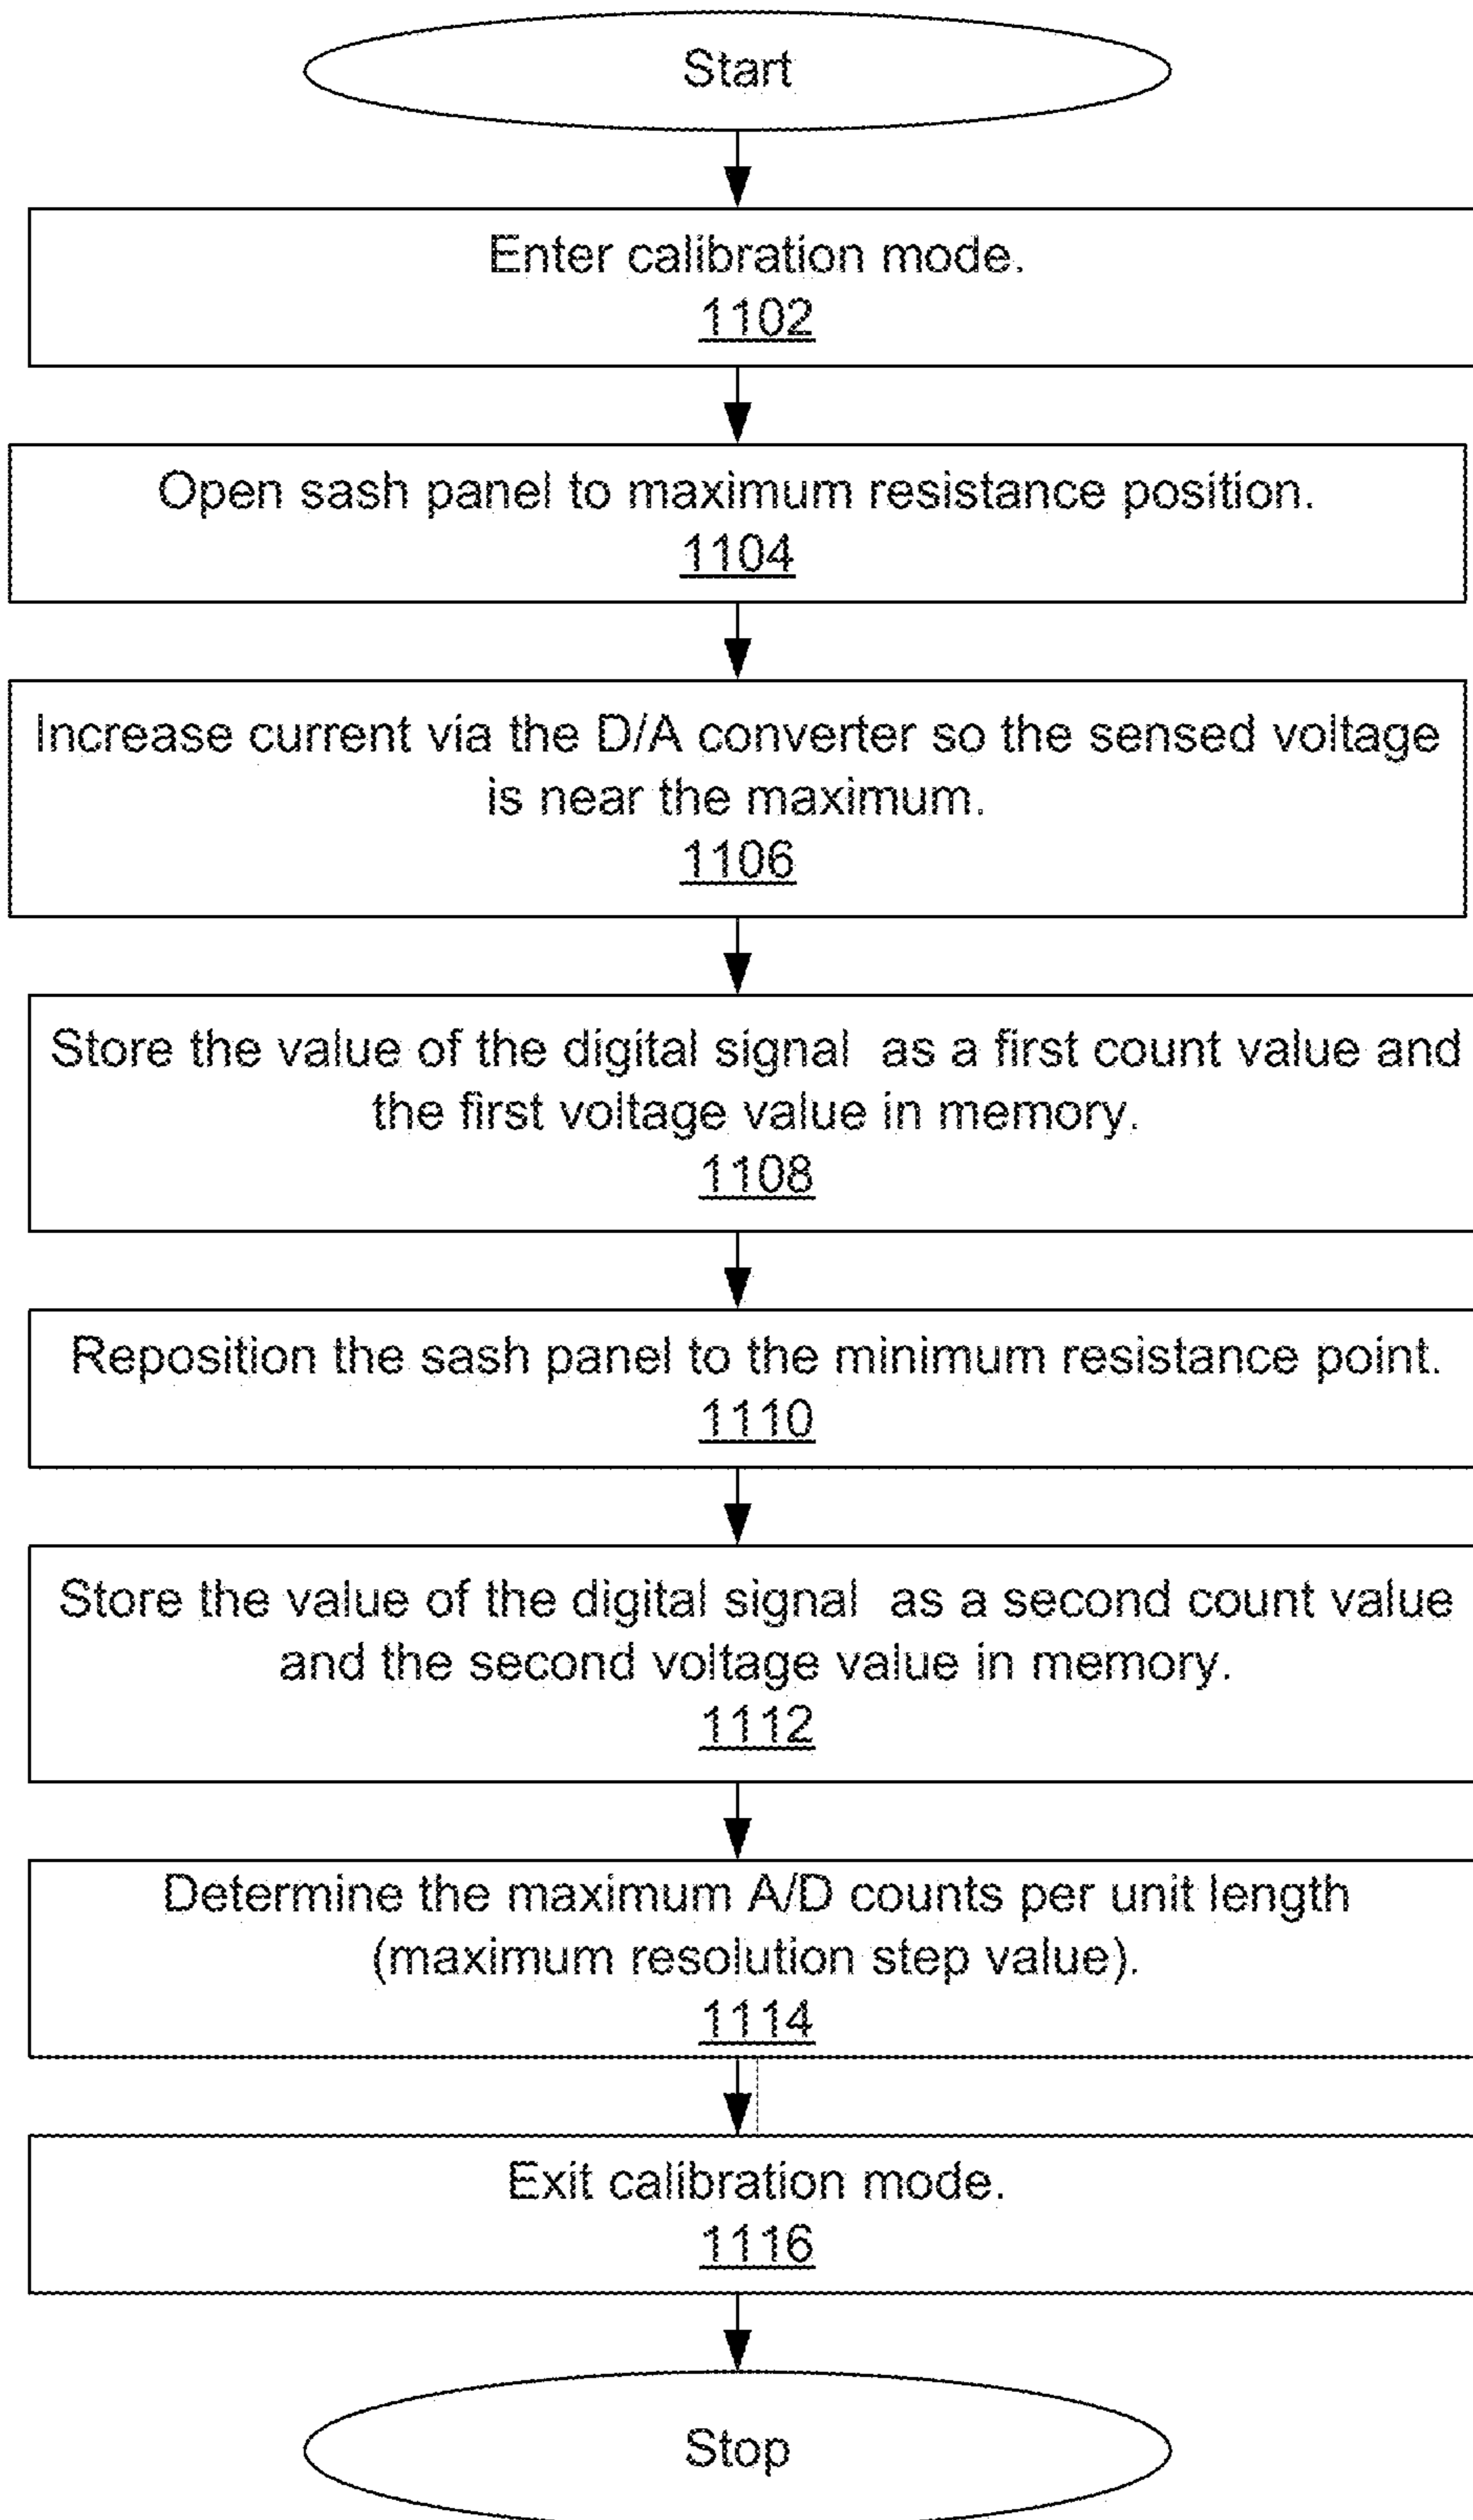 Start
Enter calibration mode.
1102
Open sash panel to maximum resistance position.
1104
Increase current via the D/A converter so the sensed voltage
is near the maximum.
1106
Store the value of the digital signal as a first count value and
the first voltage value in memory.
1108
Reposition the sash panel to the minimum resistance point.
1110
Store the value of the digital signal as a second count value
and the second voltage value in memory.
1112
Determine the maximum A/D counts per unit length
(maximum resolution step value).
1114
Exit calibration mode.
1116
Stop